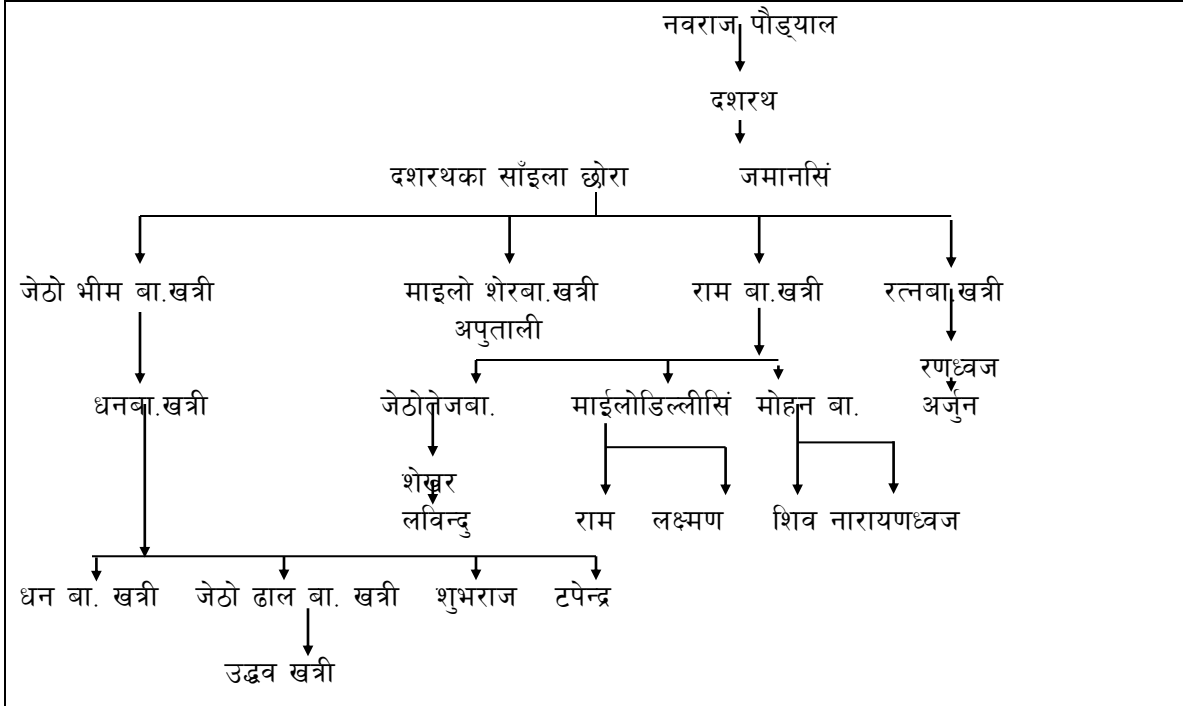 नवराज पौड्याल
दशरथ
दशरथका साँइला छोरा जमानसिं
जेठो भीम बा.खत्री माइलो शेरबा.खत्री राम बा.खत्री रत्नबा.खत्री
अपुताली
रणध्वज
धनबा.खत्री जेठोतेजबा. माईलोडिल्लीसिं मोहन बा. अर्जुन
शेखर
लविन्दु राम लक्ष्मण शिव नारायणध्वज
धन बा. खत्री जेठो ढाल बा. खत्री शुभराज टपेन्द्र
उद्धव खत्री